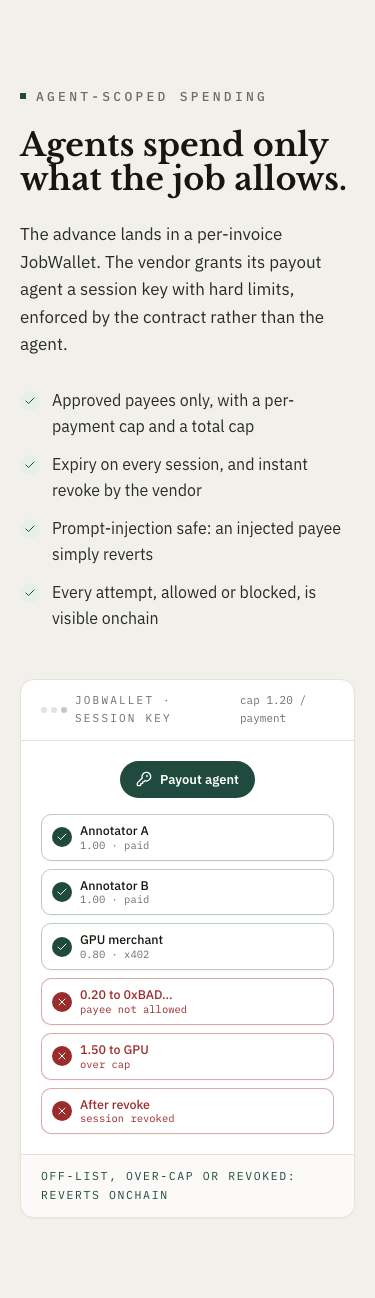 AGENT-SCOPED SPENDING
Agents spend only
what the job allows.
The advance lands in a per-invoice
JobWallet. The vendor grants its payout
agent a session key with hard limits,
enforced by the contract rather than the
agent.
Approved payees only, with a per-
payment cap and a total cap
Expiry on every session, and instant
revoke by the vendor
Prompt-injection safe: an injected payee
simply reverts
Every attempt, allowed or blocked, is
visible onchain
JOBWALLET ·
SESSION KEY
cap 1.20 /
payment
Payout agent
Annotator A
1.00 · paid
Annotator B
1.00 · paid
GPU merchant
0.80 · x402
0.20 to 0xBAD…
payee not allowed
1.50 to GPU
over cap
After revoke
session revoked
OFF-LIST, OVER-CAP OR REVOKED:
REVERTS ONCHAIN